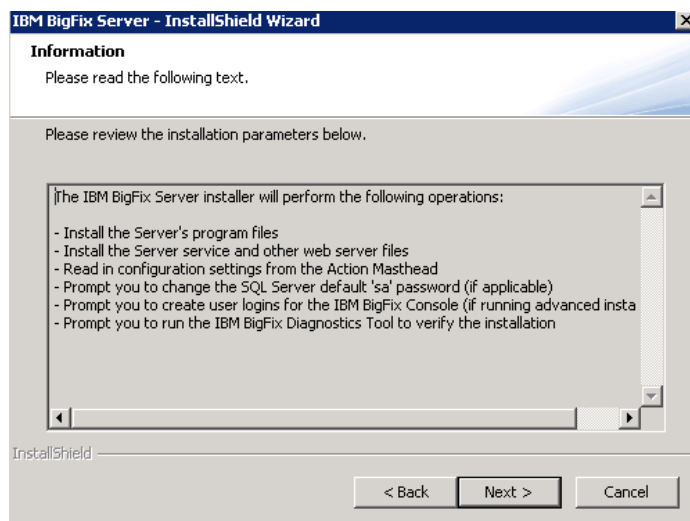 IBM BigFix Server - InstallShield Wizard
Information
Please read the following text.
Please review the installation parameters below.
The IBM BigFix Server installer will perform the following operations:
- Install the Server's program files
- Install the Server service and other web server files
- Read in configuration settings from the Action Masthead
- Prompt you to change the SQL Server default 'sa' password (if applicable)
- Prompt you to create user logins for the IBM BigFix Console (if running advanced insta
- Prompt you to run the IBM BigFix Diagnostics Tool to verify the installation
InstallShield
< Back Next > Cancel